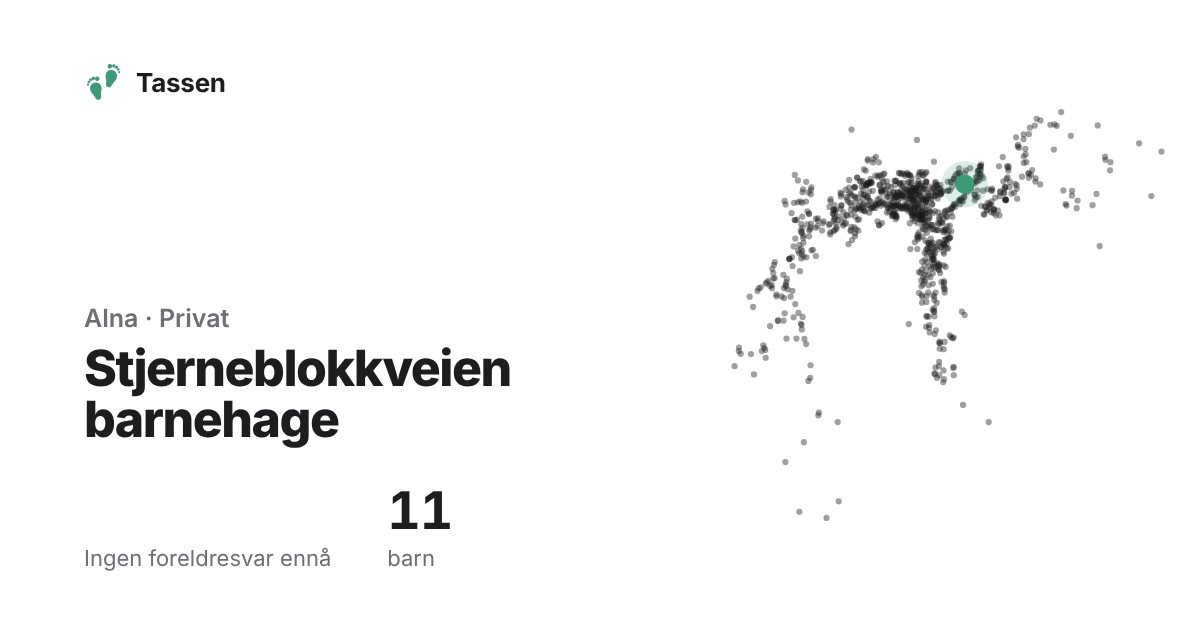 Tassen
Alna · Privat
Stjerneblokkveien
barnehage
11
Ingen foreldresvar ennå
barn